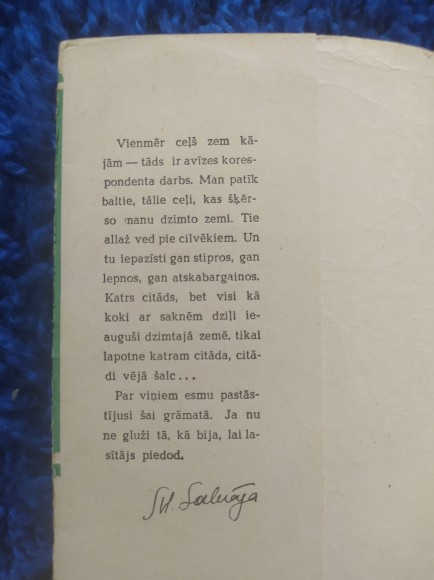 Vienmēr ceļš zem kā-
jām — tāds ir avīzes kores-
pondenta darbs. Man patīk
baltie, tālie ceļi, kas šķēr-
so manu dzimto zemi. Tie
allaž ved pie cilvēkiem. Un
tu iepazīsti gan stipros, gan
lepnos, gan atskabargainos.
Katrs citāds, bet visi kā
koki ar saknēm dziļi ie-
auguši dzimtajā zemē, tikai
lapotne katram citāda, citā-
di vējā šalc...
Par viņiem esmu pastās-
tījusi šai grāmatā. Ja nu
ne gluži tā, kā bija, lai la-
sītājs piedod.